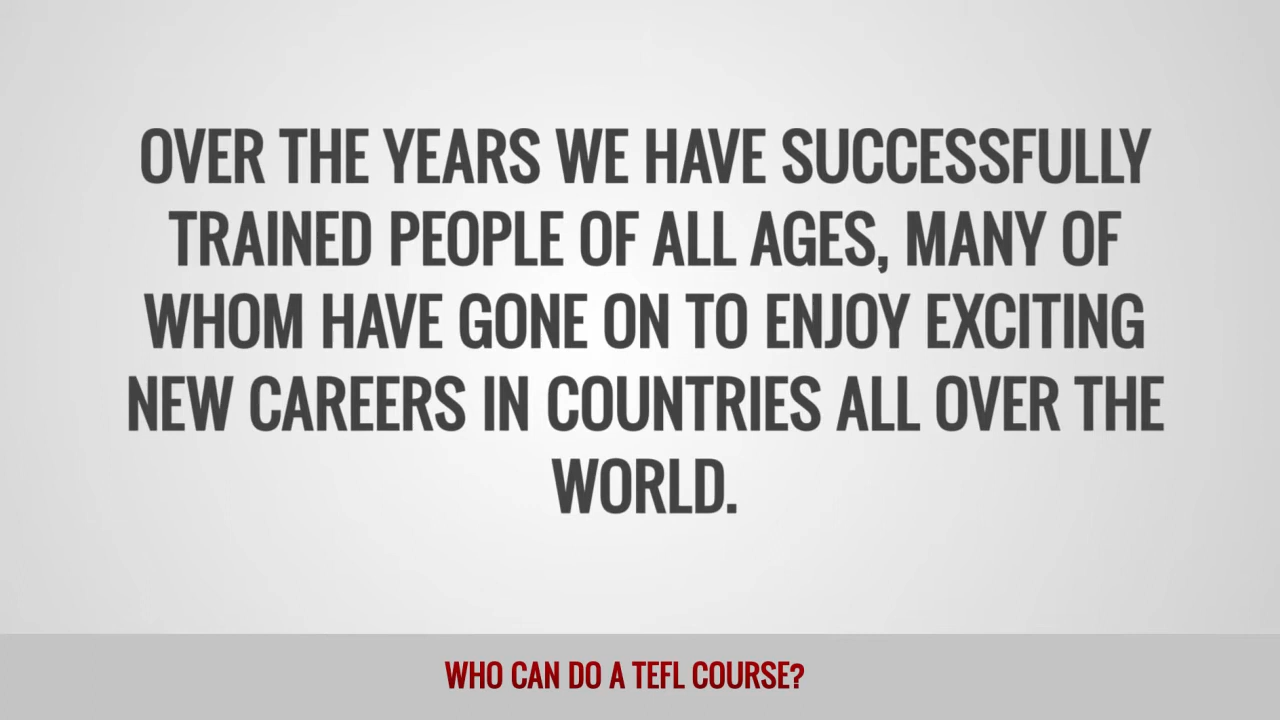 OVER THE YEARS WE HAVE SUCCESSFULLY
TRAINED PEOPLE OF ALL AGES, MANY OF
WHOM HAVE GONE ON TO ENJOY EXCITING
NEW CAREERS IN COUNTRIES ALL OVER THE
WORLD.
WHO CAN DO A TEFL COURSE?